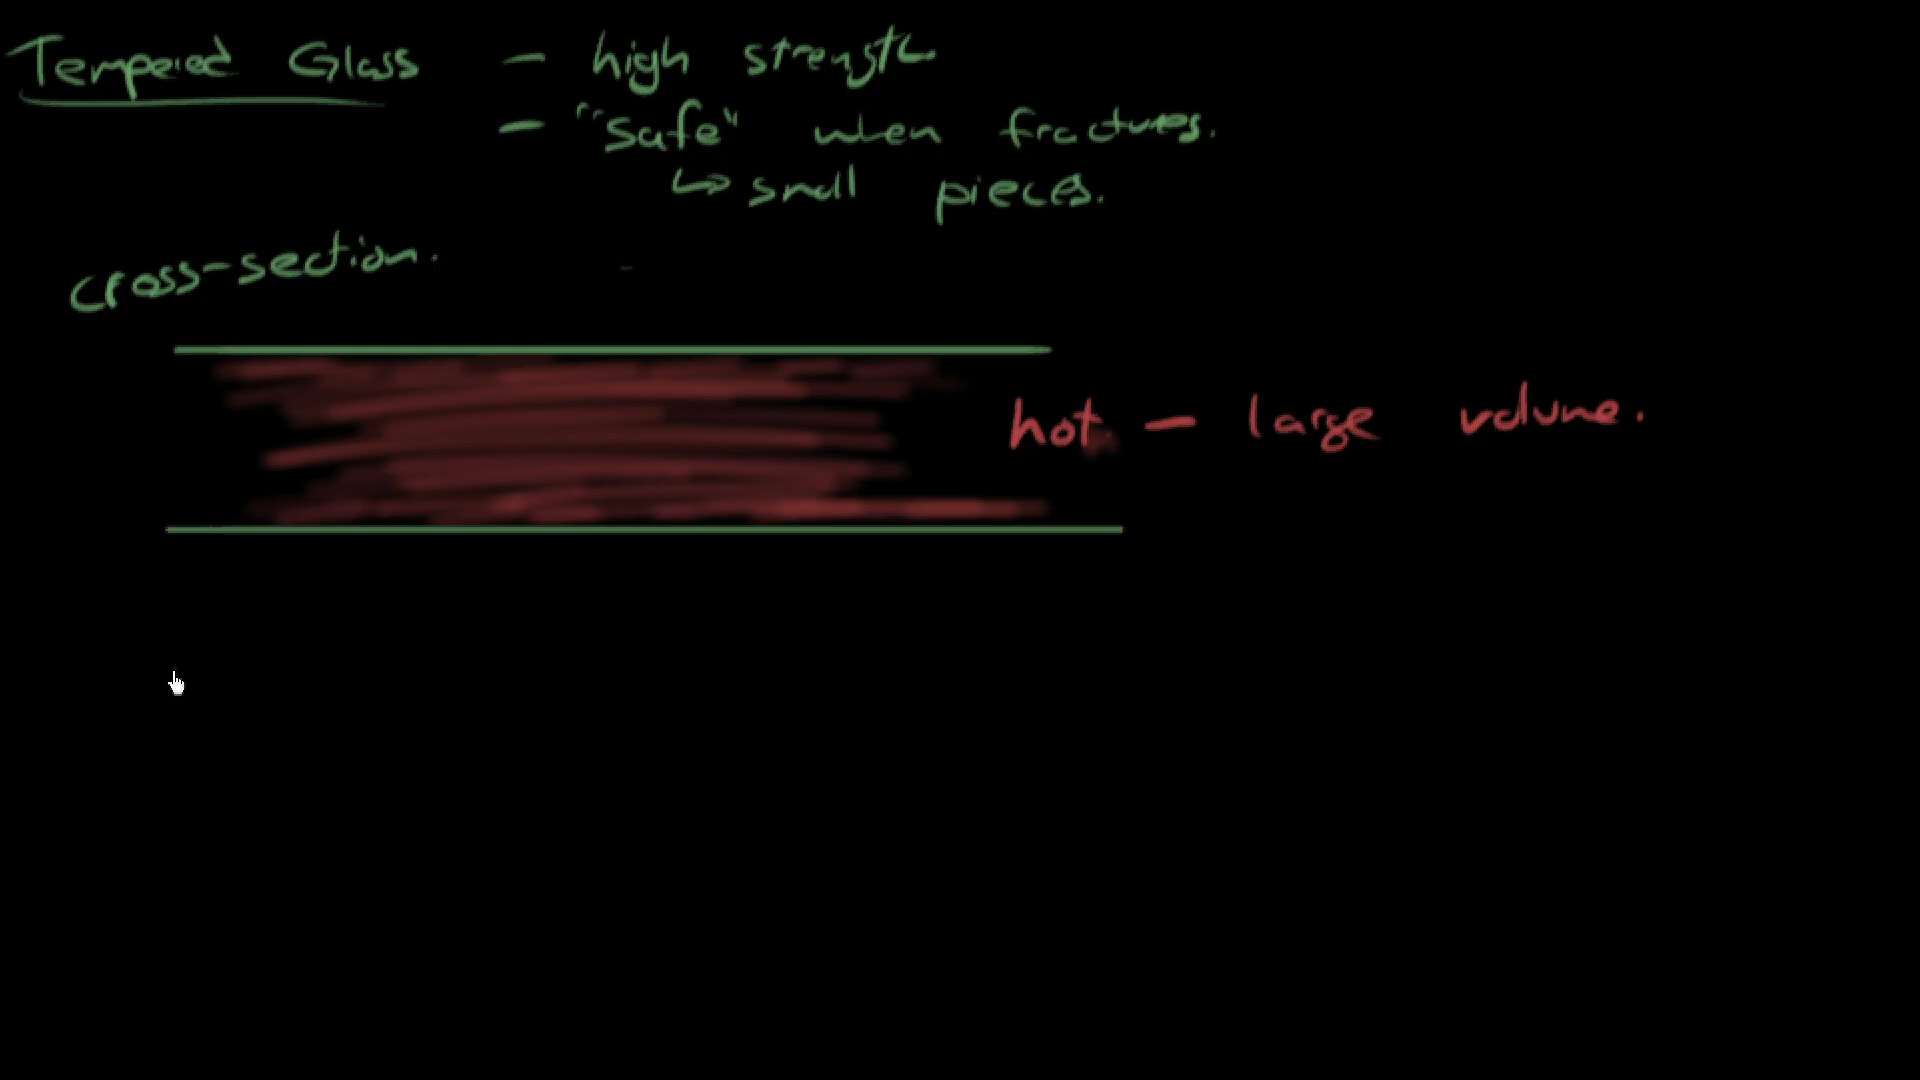 Tempered Glass - high strength
- "Safe" when fractures.
↳ small pieces.
cross-section.
hot - large volume.